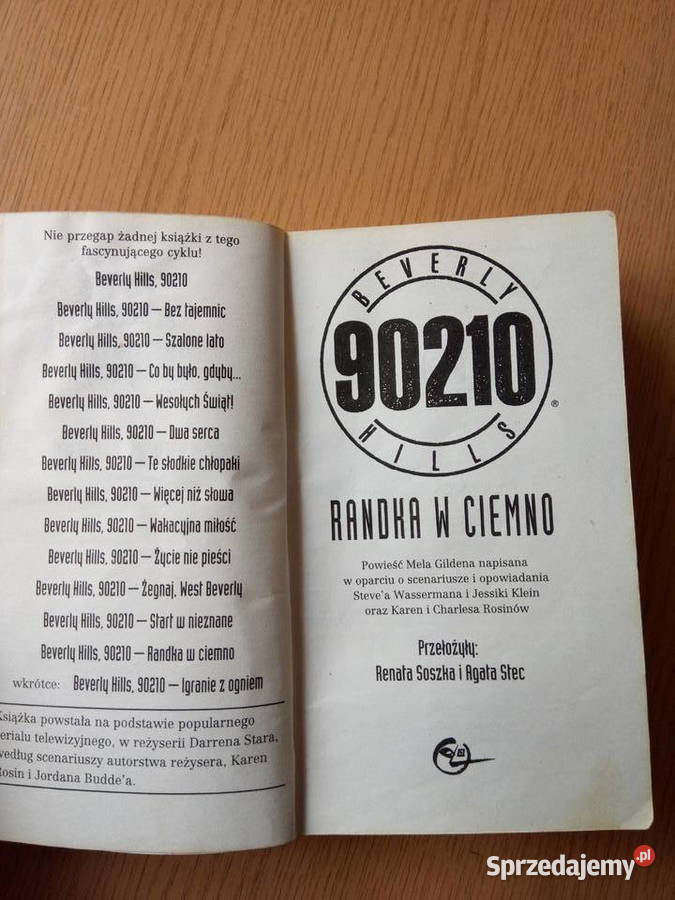 Nie przegap żadnej książki z tego
fascynującego cyklu!
Beverly Hills, 90210
Beverly Hills, 90210 — Bez tajemnic
Beverly Hills, 90210 — Szalone lato
Beverly Hills, 90210 — Co by było, gdyby...
Beverly Hills, 90210 — Wesołych Świąt!
Beverly Hills, 90210 — Dwa serca
Beverly Hills, 90210 — Te słodkie chłopaki
Beverly Hills, 90210 — Więcej niż słowa
Beverly Hills, 90210 — Wakacyjna miłość
Beverly Hills, 90210 — Życie nie pieści
Beverly Hills, 90210 — Żegnaj, West Beverly
Beverly Hills, 90210 — Start w nieznane
Beverly Hills, 90210 — Randka w ciemno
wkrótce: Beverly Hills, 90210 — Igranie z ogniem
Książka powstała na podstawie popularnego
erialu telewizyjnego, w reżyserii Darrena Stara,
według scenariuszy autorstwa reżysera, Karen
Rosin i Jordana Budde'a.
BEVERLY
90210
HILLS
®
RANDKA W CIEMNO
Powieść Mela Gildena napisana
w oparciu o scenariusze i opowiadania
Steve'a Wassermana i Jessiki Klein
oraz Karen i Charlesa Rosinów
Przełożyły:
Renata Soszka i Agata Stec
Sprzedajemy.pl